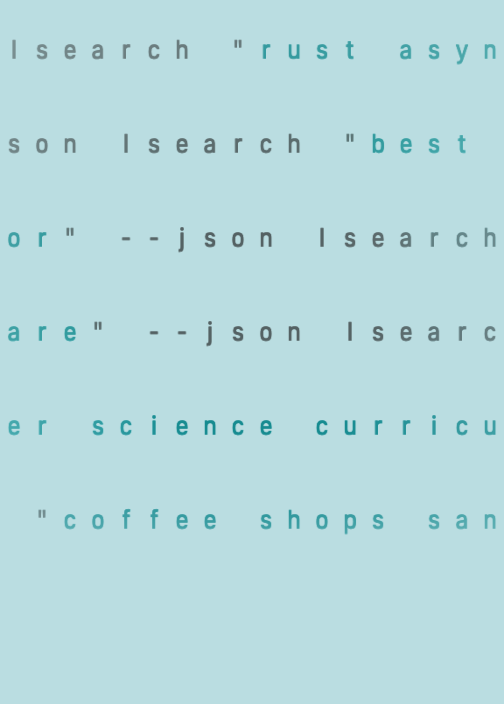 lsearch "rust asyn
son lsearch "best
or" --json lsearch
are" --json lsearc
er science curricu
"coffee shops san